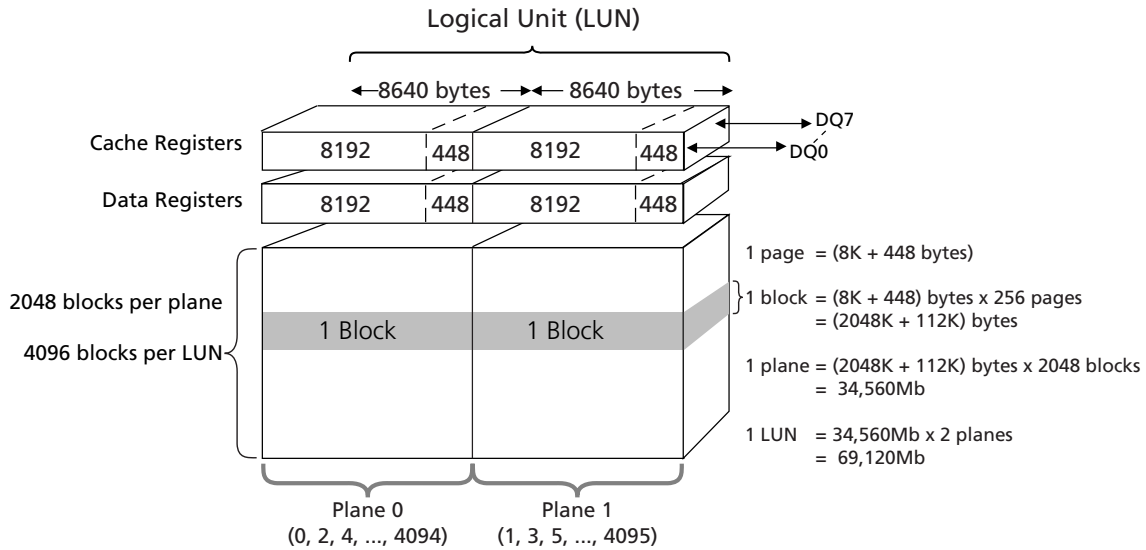 Logical Unit (LUN)
8640 bytes 8640 bytes
Cache Registers 8192 448 8192 448 DQ7
DQ0
Data Registers 8192 448 8192 448
1 page = (8K + 448 bytes)
2048 blocks per plane
4096 blocks per LUN
1 Block 1 Block
1 block = (8K + 448) bytes x 256 pages
= (2048K + 112K) bytes
1 plane = (2048K + 112K) bytes x 2048 blocks
= 34,560Mb
1 LUN = 34,560Mb x 2 planes
= 69,120Mb
Plane 0
(0, 2, 4, ..., 4094)
Plane 1
(1, 3, 5, ..., 4095)